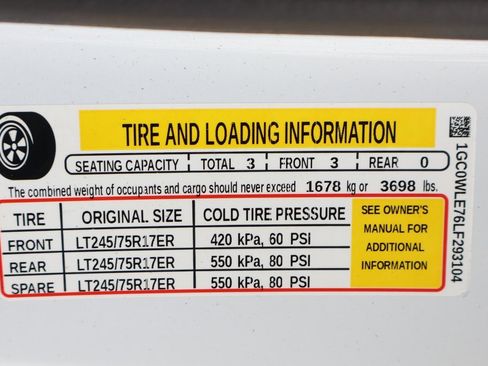 TIRE AND LOADING INFORMATION
SEATING CAPACITY TOTAL 3 FRONT 3 REAR 0
The combined weight of occupants and cargo should never exceed 1678 kg or 3698 lbs.
TIRE ORIGINAL SIZE COLD TIRE PRESSURE
FRONT LT245/75R17ER 420 kPa, 60 PSI
REAR LT245/75R17ER 550 kPa, 80 PSI
SPARE LT245/75R17ER 550 kPa, 80 PSI
SEE OWNER'S
MANUAL FOR
ADDITIONAL
INFORMATION
1GC0WLE76LF293104